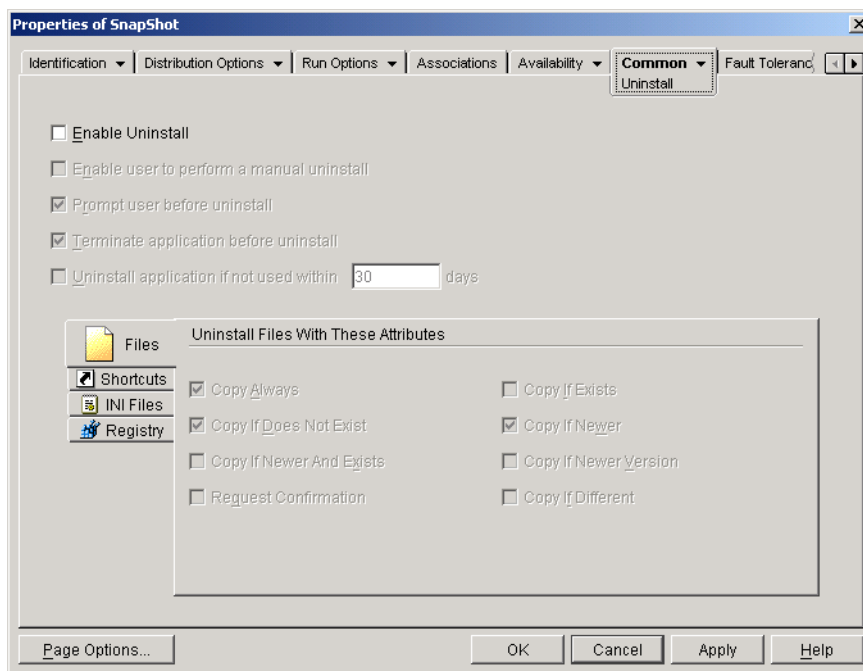 Properties of SnapShot
Identification
Distribution Options
Run Options
Associations
Availability
Common
Fault Toleranc
Uninstall
Enable Uninstall
Enable user to perform a manual uninstall
Prompt user before uninstall
Terminate application before uninstall
Uninstall application if not used within 30 days
Files
Uninstall Files With These Attributes
Shortcuts
INI Files
Registry
Copy Always
Copy If Exists
Copy If Does Not Exist
Copy If Newer
Copy If Newer And Exists
Copy If Newer Version
Request Confirmation
Copy If Different
Page Options...
OK
Cancel
Apply
Help